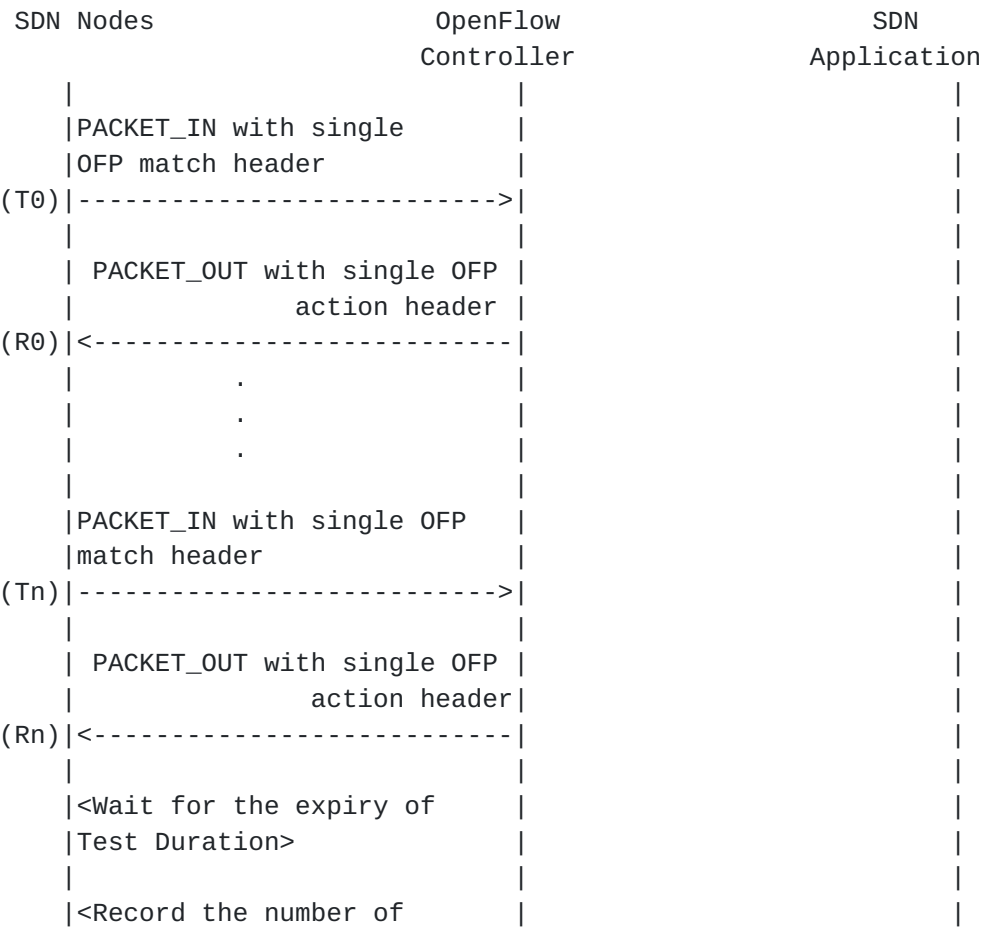 SDN Nodes                  OpenFlow                    SDN
                           Controller               Application
    |                            |                           |
    |PACKET_IN with single       |                           |
    |OFP match header            |                           |
(T0)|--------------------------->|                           |
    |                            |                           |
    | PACKET_OUT with single OFP |                           |
    |              action header |                           |
(R0)|<---------------------------|                           |
    |          .                 |                           |
    |          .                 |                           |
    |          .                 |                           |
    |                            |                           |
    |PACKET_IN with single OFP   |                           |
    |match header                |                           |
(Tn)|--------------------------->|                           |
    |                            |                           |
    | PACKET_OUT with single OFP |                           |
    |               action header|                           |
(Rn)|<---------------------------|                           |
    |                            |                           |
    |<Wait for the expiry of     |                           |
    |Test Duration>              |                           |
    |                            |                           |
    |<Record the number of       |                           |